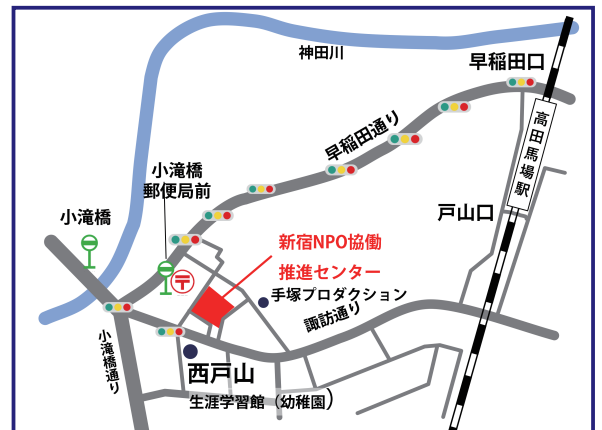 神田川
早稲田口
早稲田通り
高田馬場駅
小滝橋
郵便局前
小滝橋
戸山口
新宿NPO協働
推進センター
手塚プロダクション
諏訪通り
小滝橋通り
西戸山
生涯学習館（幼稚園）